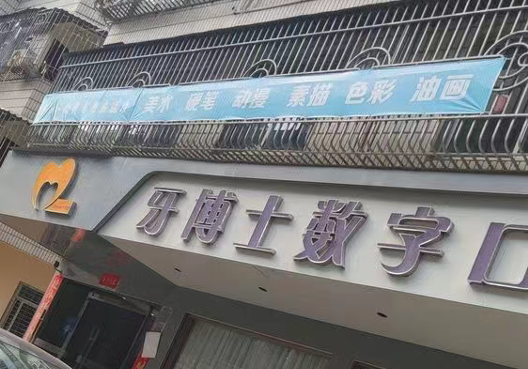 美术 硬笔 动漫 素描 色彩 油画
牙博士数字口